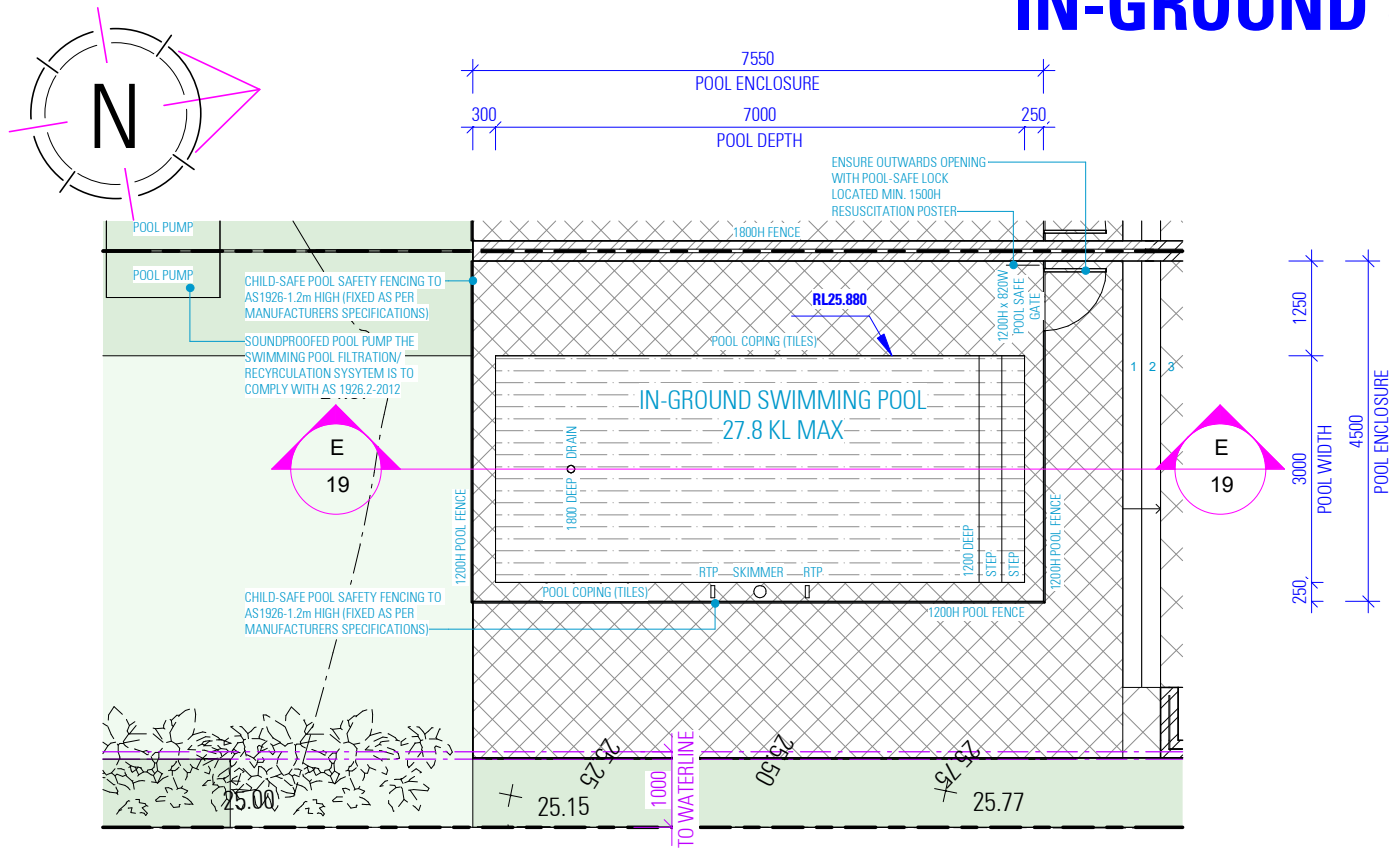 IN-GROUND
N
7550
POOL ENCLOSURE
300
7000
250
POOL DEPTH
ENSURE OUTWARDS OPENING
WITH POOL-SAFE LOCK
LOCATED MIN. 1500H
RESUSCITATION POSTER
POOL PUMP
1800H FENCE
POOL PUMP
CHILD-SAFE POOL SAFETY FENCING TO
AS1926-1.2m HIGH (FIXED AS PER
MANUFACTURERS SPECIFICATIONS)
RL25.880
1200H x 820W
POOL SAFE
GATE
1250
SOUNDPROOFED POOL PUMP THE
SWIMMING POOL FILTRATION/
RECYRCULATION SYSYTEM IS TO
COMPLY WITH AS 1926.2-2012
POOL COPING (TILES)
1 2 3
IN-GROUND SWIMMING POOL
27.8 KL MAX
E
19
1800 DEEP
DRAIN
E
19
3000
POOL WIDTH
4500
POOL ENCLOSURE
1200H POOL FENCE
1200 DEEP
STEP
STEP
1200H POOL FENCE
RTP
SKIMMER
RTP
POOL COPING (TILES)
250
CHILD-SAFE POOL SAFETY FENCING TO
AS1926-1.2m HIGH (FIXED AS PER
MANUFACTURERS SPECIFICATIONS)
1200H POOL FENCE
25.25
25.50
25.75
1000
TO WATERLINE
25.00
25.15
25.77